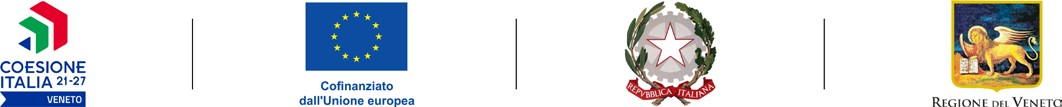 COESIONE
ITALIA 21-27
VENETO
Cofinanziato
dall'Unione europea
REPVBBLICA ITALIANA
REGIONE DEL VENETO